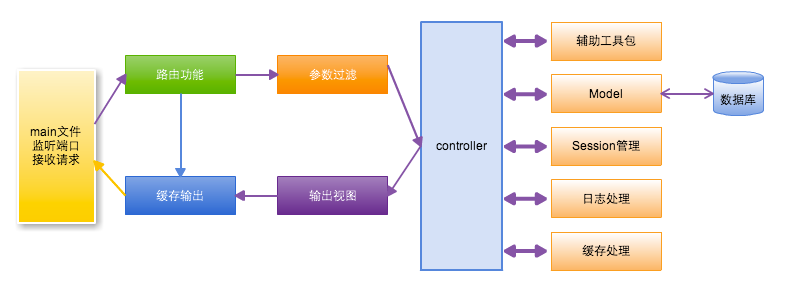 main文件
监听端口
接收请求
路由功能
参数过滤
缓存输出
输出视图
controller
辅助工具包
Model
数据库
Session管理
日志处理
缓存处理